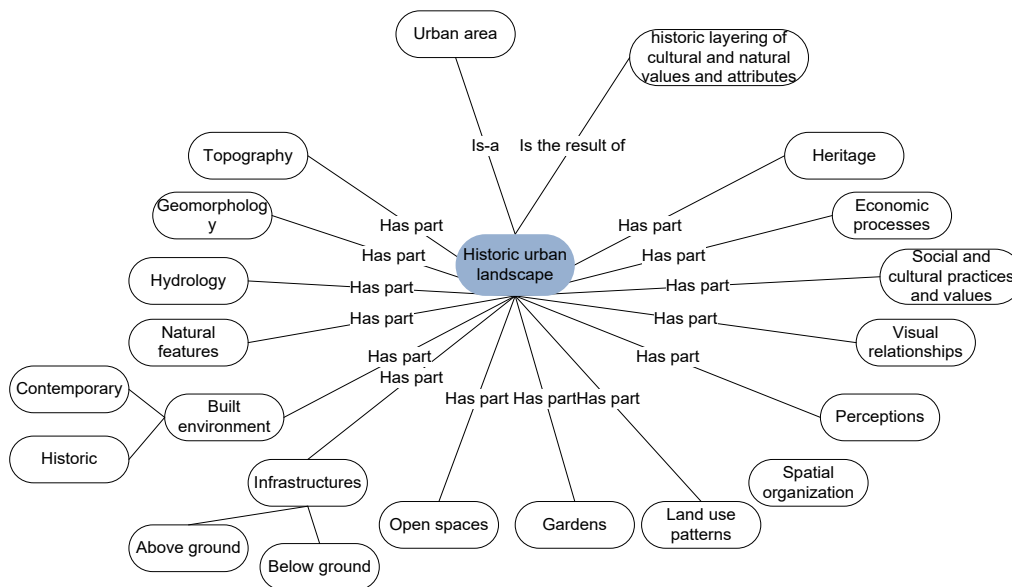 Urban area
historic layering of
cultural and natural
values and attributes
Is-a
Is the result of
Topography
Heritage
Geomorpholog
y
Economic
processes
Has part
Has part
Historic urban
landscape
Has part
Has part
Hydrology
Social and
cultural practices
and values
Has part
Has part
Natural
features
Has part
Has part
Visual
relationships
Has part
Has part
Has part
Contemporary
Built
environment
Has part
Has part
Has part
Perceptions
Historic
Infrastructures
Spatial
organization
Open spaces
Gardens
Land use
patterns
Above ground
Below ground